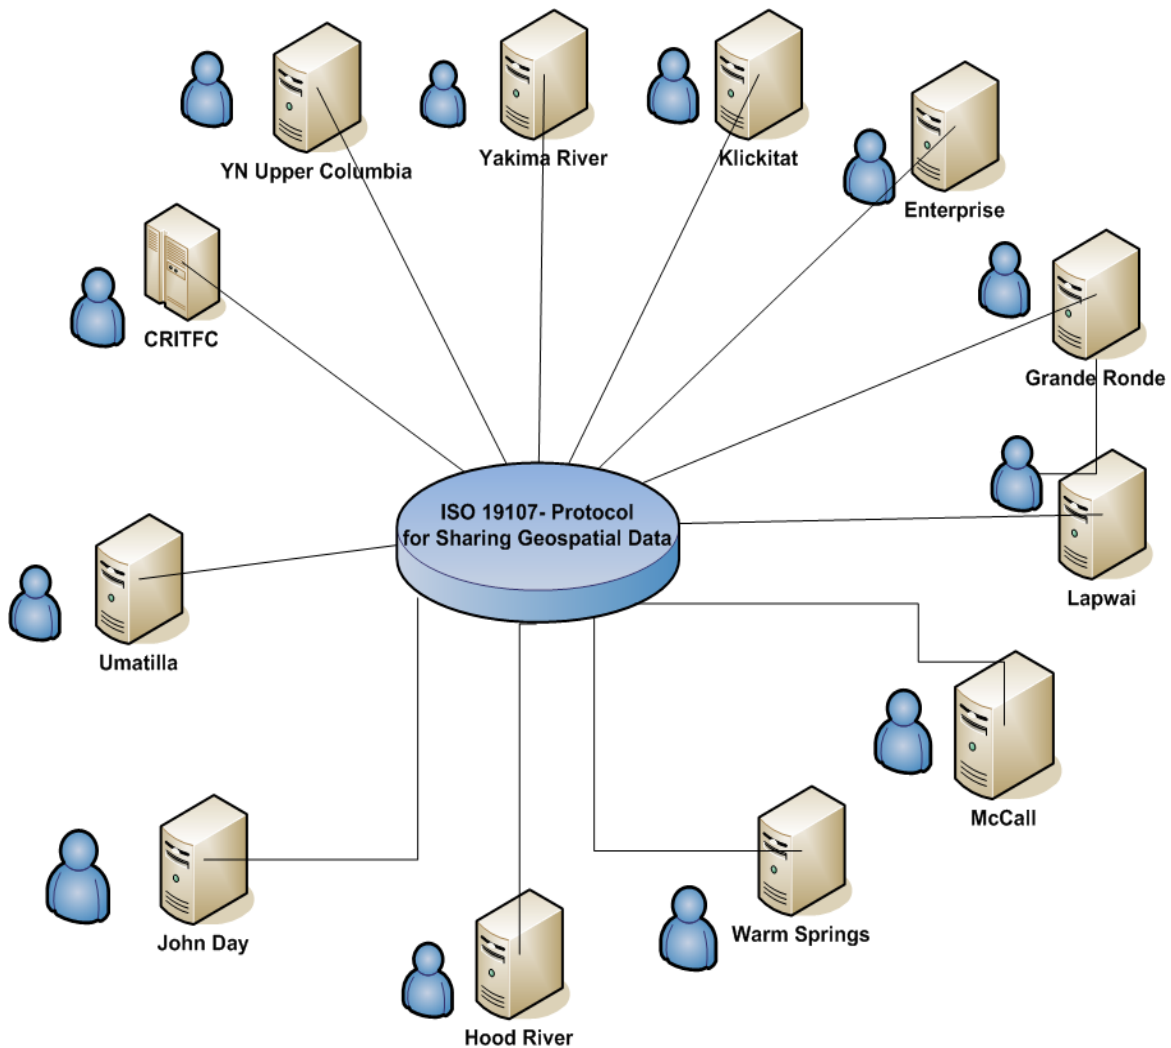 YN Upper Columbia
Yakima River
Klickitat
Enterprise
CRITFC
Grande Ronde
ISO 19107- Protocol
for Sharing Geospatial Data
Lapwai
Umatilla
McCall
John Day
Warm Springs
Hood River